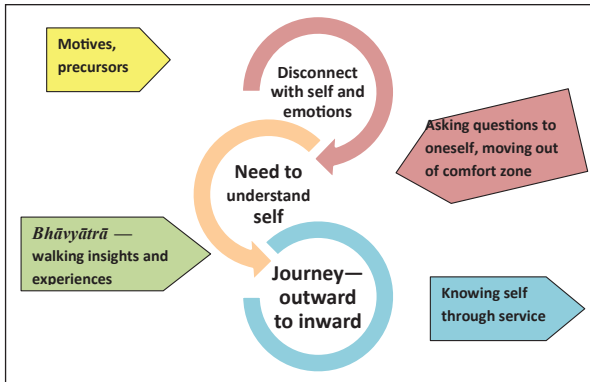 Motives,
precursors
Disconnect
with self and
emotions
Asking questions to
oneself, moving out
of comfort zone
Need to
understand
self
Bhāvyātrā —
walking insights and
experiences
Journey—
outward
to inward
Knowing self
through service